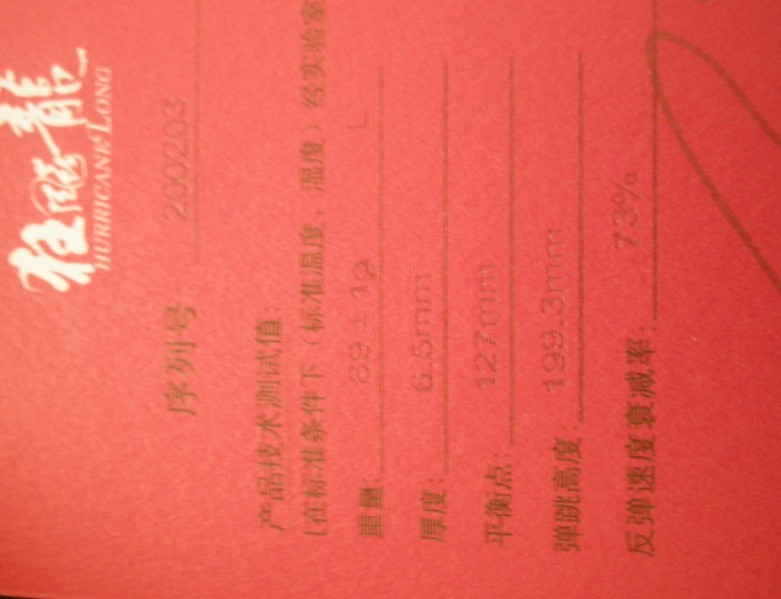 狂飚龍
HURRICANE LONG
序列号: 200203
产品技术测试值:
[在标准条件下(标准温度、湿度)经实验室
重量: 89±1g L
厚度: 6.5mm
平衡点: 127mm
弹跳高度: 199.3mm
反弹速度衰减率: 73%